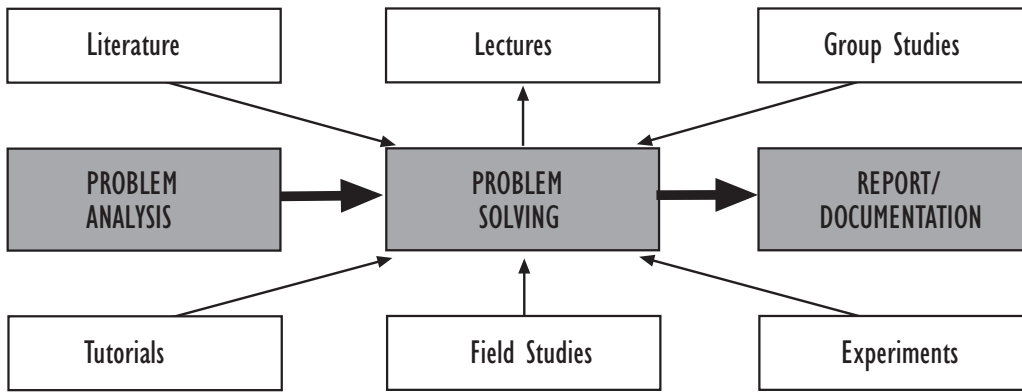 Literature
Lectures
Group Studies
PROBLEM
ANALYSIS
PROBLEM
SOLVING
REPORT/
DOCUMENTATION
Tutorials
Field Studies
Experiments